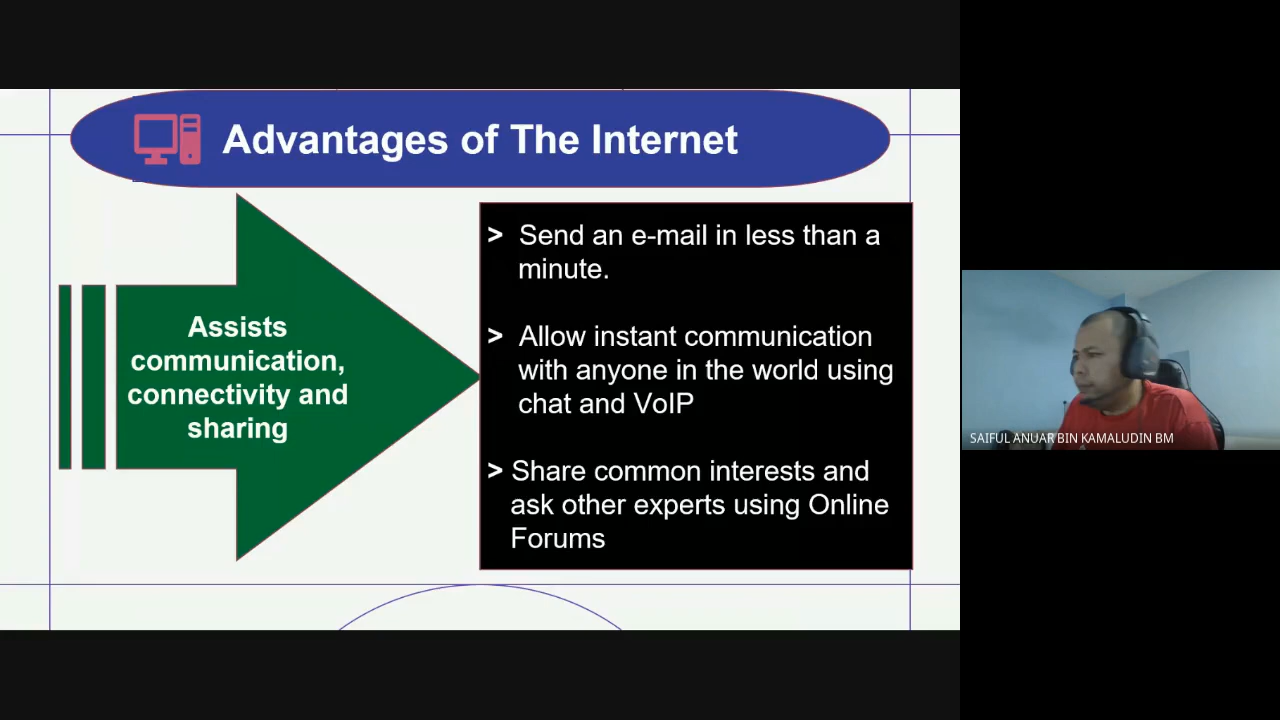 Advantages of The Internet
Assists
communication,
connectivity and
sharing
> Send an e-mail in less than a
minute.
> Allow instant communication
with anyone in the world using
chat and VoIP
> Share common interests and
ask other experts using Online
Forums
SAIFUL ANUAR BIN KAMALUDIN BM